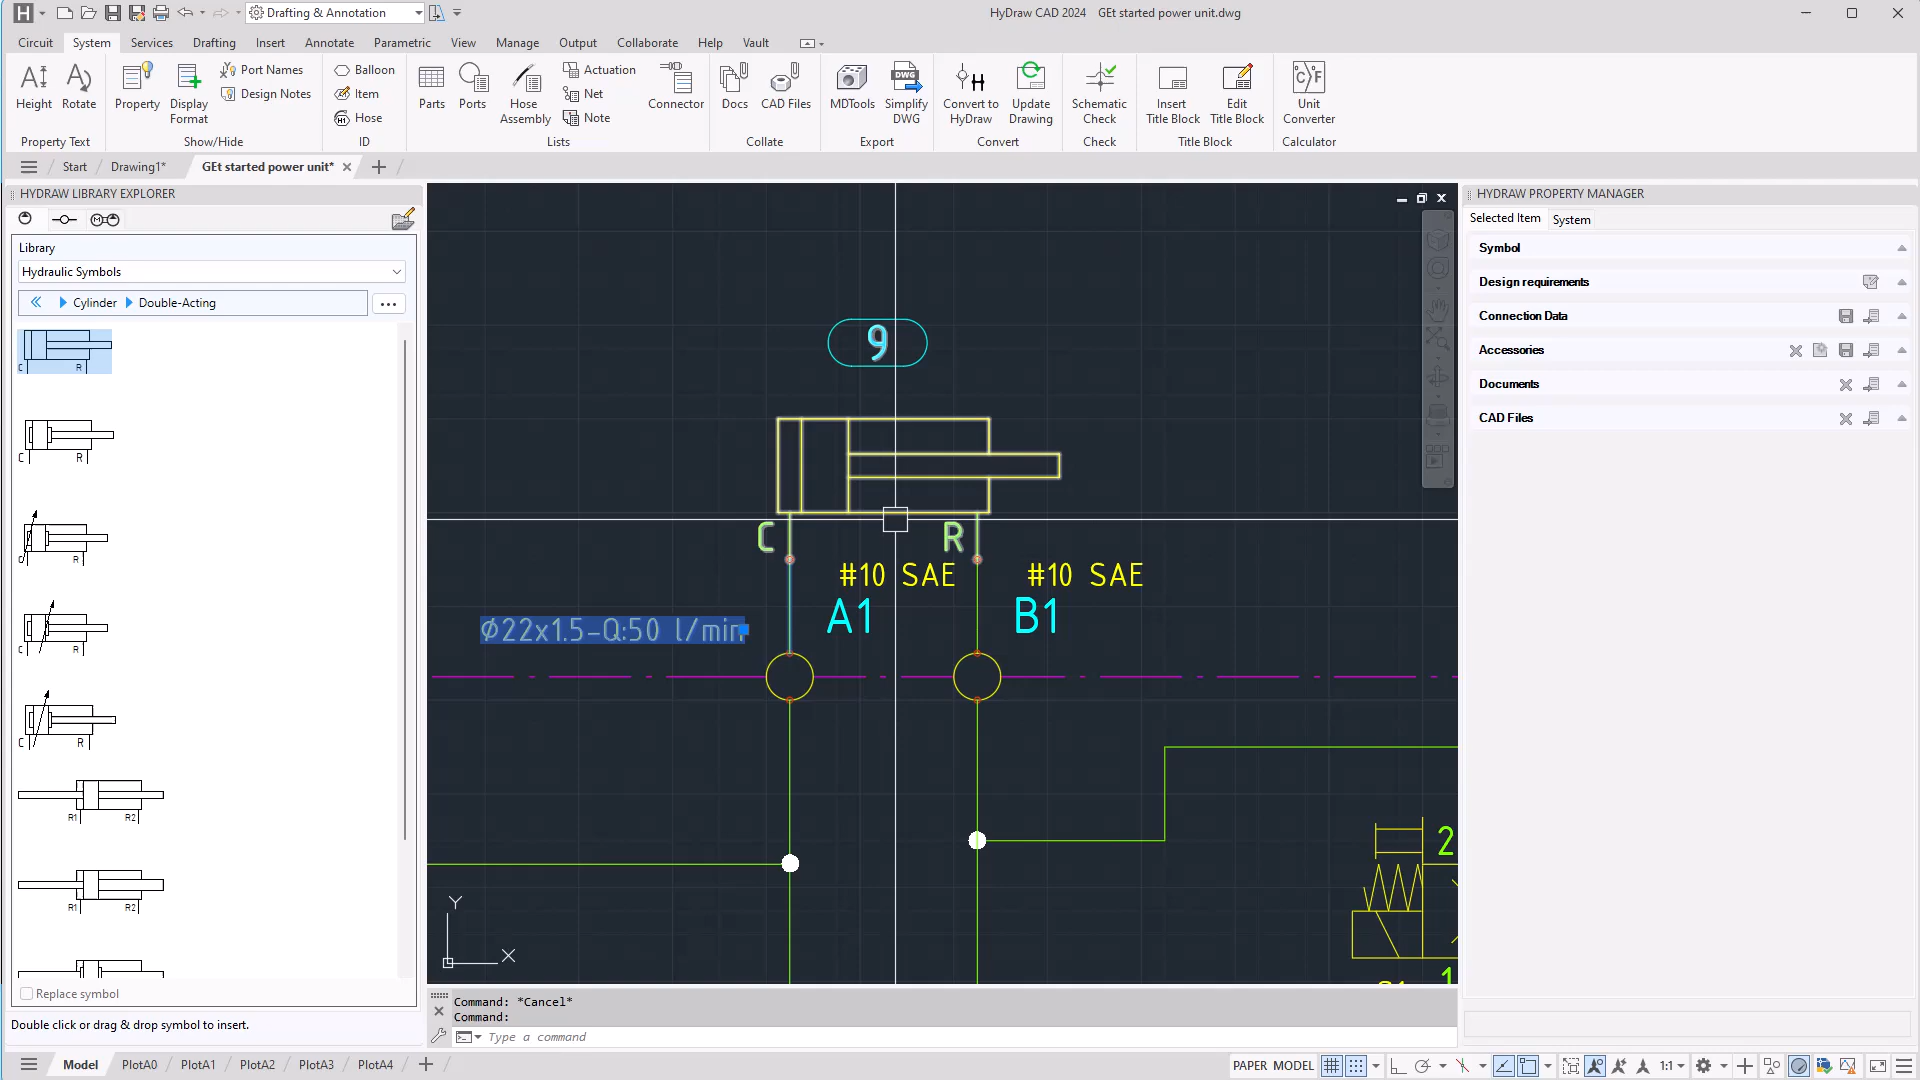 H
Drafting & Annotation
HyDraw CAD 2024 GEt started power unit.dwg
Circuit System Services Drafting Insert Annotate Parametric View Manage Output Collaborate Help Vault
Height
Rotate
Property Text
Property
Display Format
Port Names
Design Notes
Show/Hide
Balloon
Item
Hose
ID
Parts
Ports
Hose Assembly
Actuation
Net
Note
Connector
Lists
Docs
CAD Files
Collate
MDTools
DWG
Simplify DWG
Export
Convert to HyDraw
Update Drawing
Convert
Schematic Check
Check
Insert Title Block
Edit Title Block
Title Block
Unit Converter
Calculator
Start Drawing1* GEt started power unit*
HYDRAW LIBRARY EXPLORER
Library
Hydraulic Symbols
Cylinder Double-Acting
C R
C R
C R
C R
C R
R1 R2
R1 R2
Replace symbol
Double click or drag & drop symbol to insert.
9
C R
#10 SAE #10 SAE
A1 B1
Ø22x1.5-Q:50 l/min
2
1
Y
X
Command: *Cancel*
Command:
Type a command
HYDRAW PROPERTY MANAGER
Selected Item System
Symbol
Design requirements
Connection Data
Accessories
Documents
CAD Files
Model PlotA0 PlotA1 PlotA2 PlotA3 PlotA4
PAPER MODEL
1:1